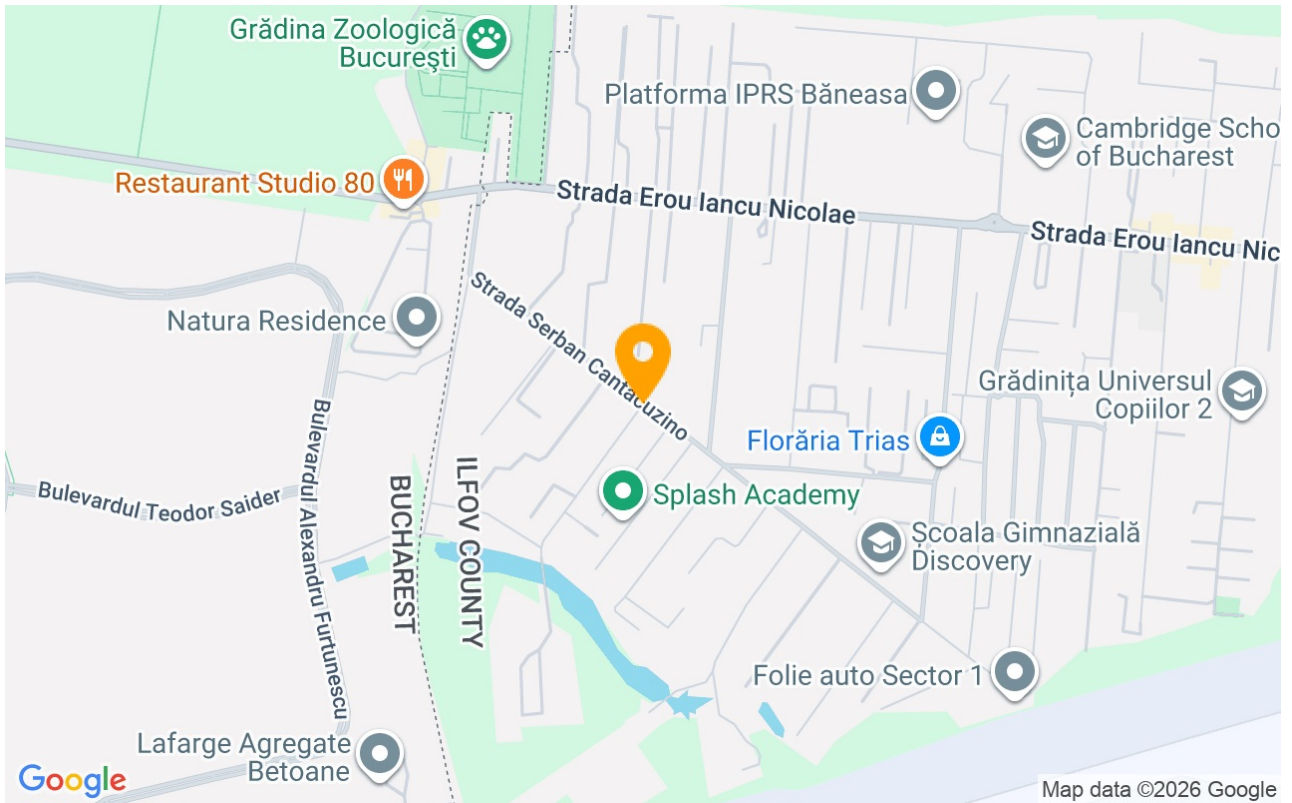 Grădina Zoologică
Bucureşti
Platforma IPRS Băneasa
Cambridge Scho
of Bucharest
Restaurant Studio 80
Strada Erou Iancu Nicolae
Strada Erou Iancu Nic
Strada Serban Cantacuzino
Natura Residence
Grădinița Universul
Copiilor 2
Florăria Trias
Bulevardul Alexandru Furtunescu
Bulevardul Teodor Saider
BUCHAREST
ILFOV COUNTY
Splash Academy
Școala Gimnazială
Discovery
Folie auto Sector 1
Lafarge Agregate
Betoane
Google
Map data ©2026 Google